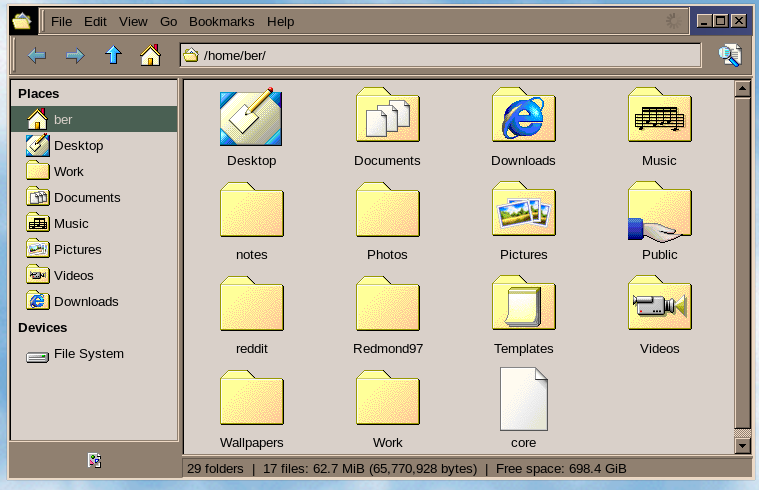 File Edit View Go Bookmarks Help
/home/ber/
Places
ber
Desktop
Work
Documents
Music
Pictures
Videos
Downloads
Devices
File System
Desktop Documents Downloads Music
notes Photos Pictures Public
reddit Redmond97 Templates Videos
Wallpapers Work core
29 folders | 17 files: 62.7 MiB (65,770,928 bytes) | Free space: 698.4 GiB